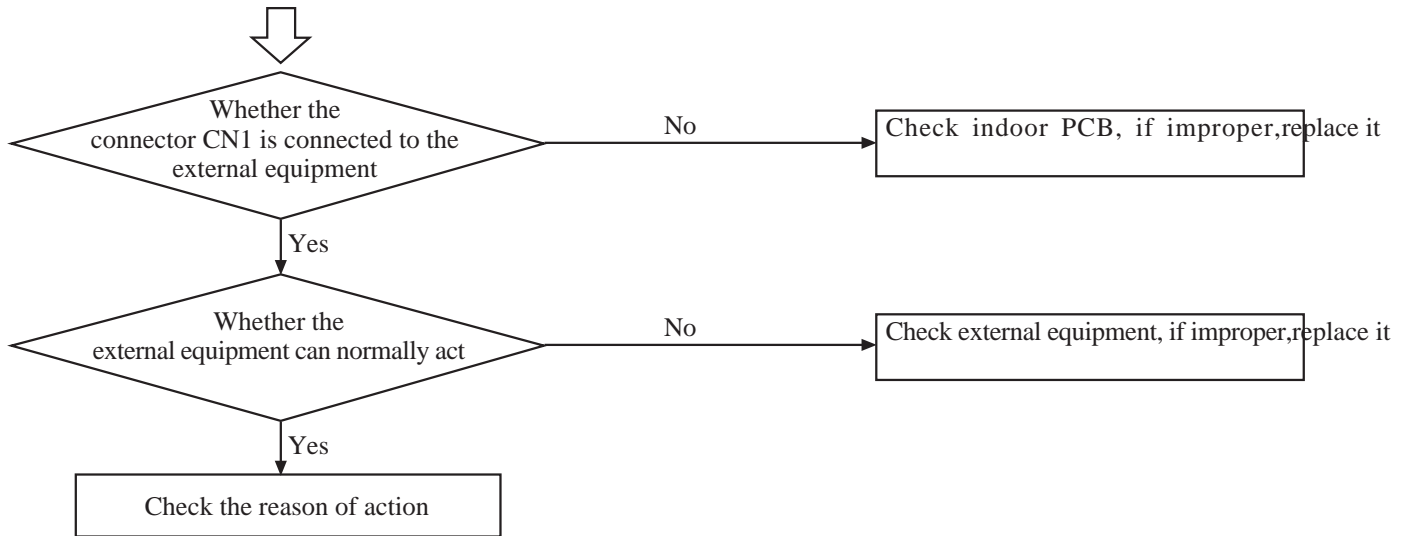 Whether the
connector CN1 is connected to the
external equipment
No
Check indoor PCB, if improper,replace it
Yes
Whether the
external equipment can normally act
No
Check external equipment, if improper,replace it
Yes
Check the reason of action